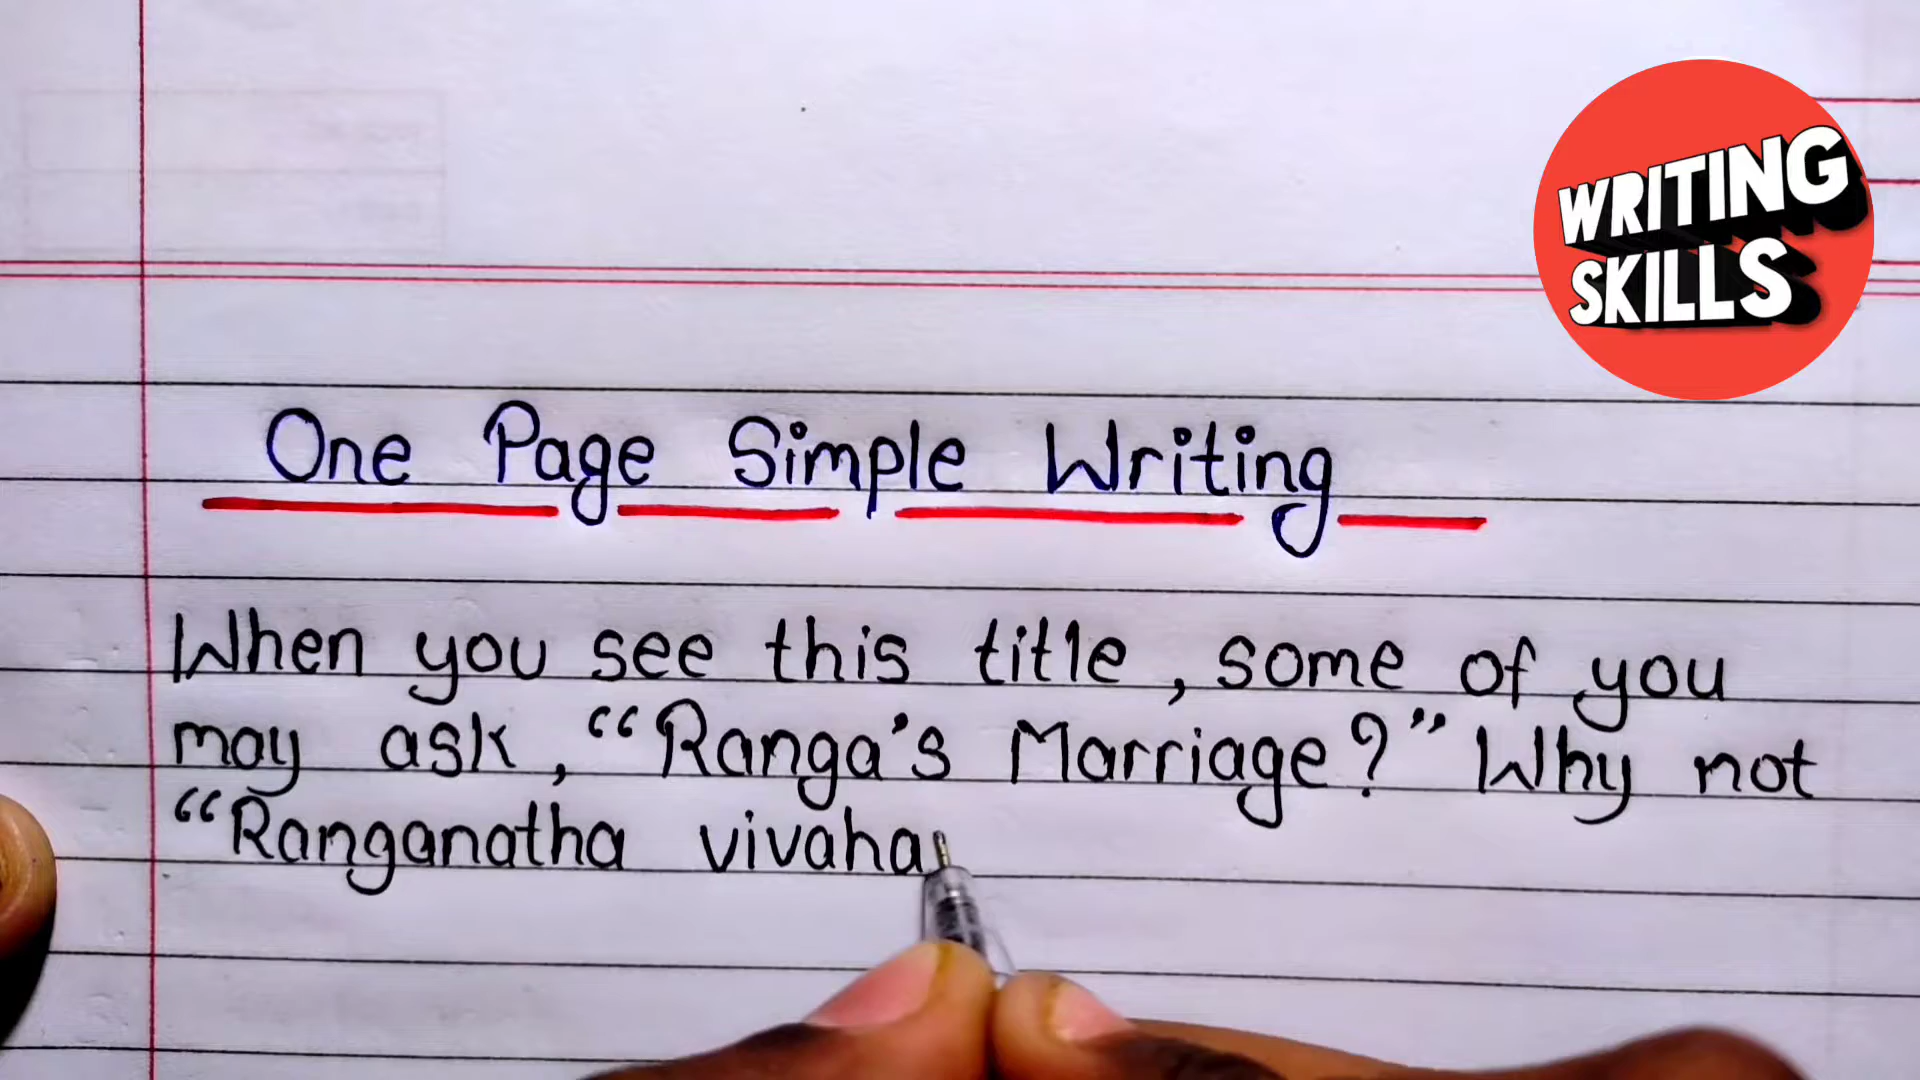 WRITING
SKILLS
One Page Simple Writing
When you see this title, some of you
may ask, “Ranga’s Marriage?” Why not
“Ranganatha vivaha